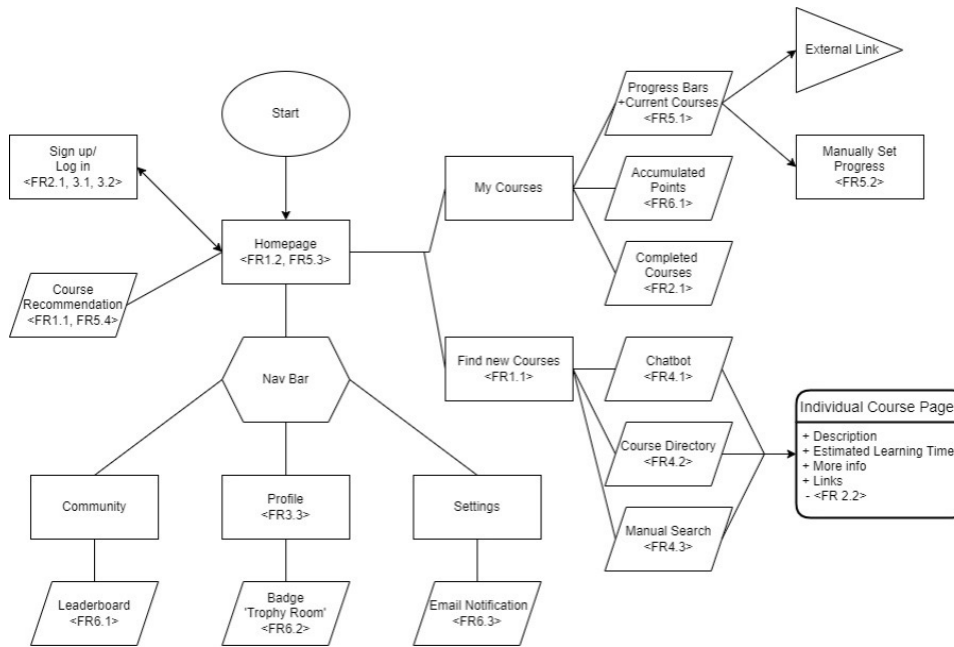 External Link
Progress Bars
+Current Courses
<FR5.1>
Start
Sign up/
Log in
<FR2.1, 3.1, 3.2>
My Courses
Manually Set
Progress
<FR5.2>
Accumulated
Points
<FR6.1>
Homepage
<FR1.2, FR5.3>
Completed
Courses
<FR2.1>
Course
Recommendation
<FR1.1, FR5.4>
Find new Courses
<FR1.1>
Chatbot
<FR4.1>
Nav Bar
Individual Course Page
+ Description
+ Estimated Learning Time
+ More info
+ Links
- <FR 2.2>
Course Directory
<FR4.2>
Community
Profile
<FR3.3>
Settings
Manual Search
<FR4.3>
Leaderboard
<FR6.1>
Badge
'Trophy Room'
<FR6.2>
Email Notification
<FR6.3>